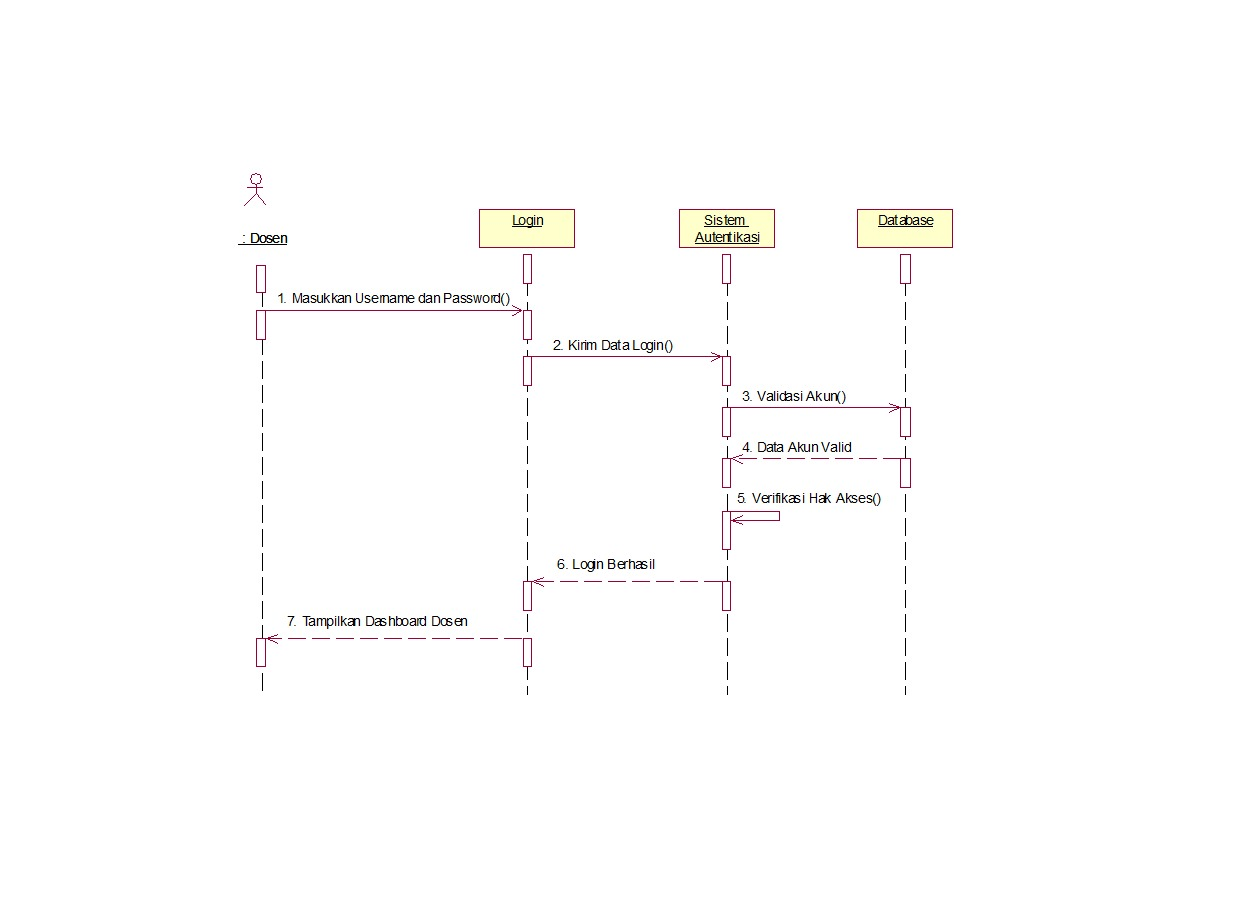 : Dosen
Login
Sistem
Autentikasi
Database
1. Masukkan Username dan Password()
2. Kirim Data Login()
3. Validasi Akun()
4. Data Akun Valid
5. Verifikasi Hak Akses()
6. Login Berhasil
7. Tampilkan Dashboard Dosen